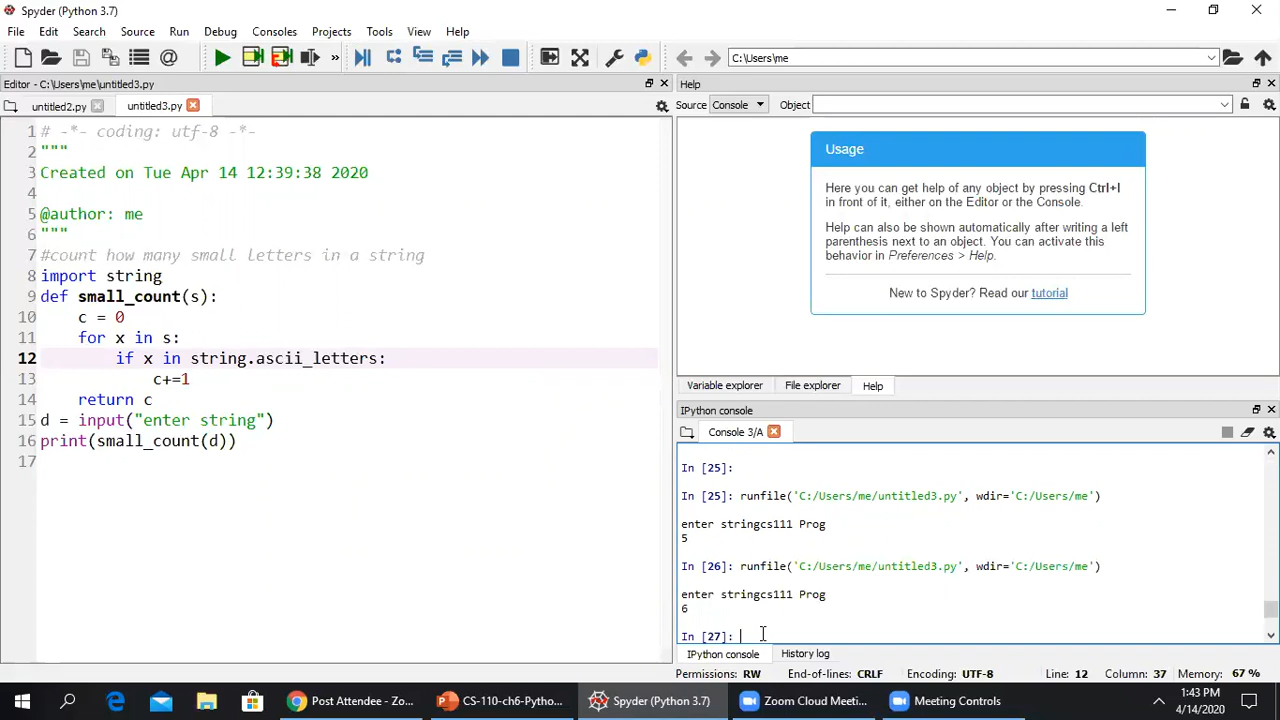 Spyder (Python 3.7)
File Edit Search Source Run Debug Consoles Projects Tools View Help
C:\Users\me
Editor - C:\Users\me\untitled3.py
untitled2.py untitled3.py
1 # -*- coding: utf-8 -*-
2 """
3 Created on Tue Apr 14 12:39:38 2020
4
5 @author: me
6 """
7 #count how many small letters in a string
8 import string
9 def small_count(s):
10 c = 0
11 for x in s:
12 if x in string.ascii_letters:
13 c+=1
14 return c
15 d = input("enter string")
16 print(small_count(d))
17
Help
Source Console Object
Usage
Here you can get help of any object by pressing Ctrl+I
in front of it, either on the Editor or the Console.
Help can also be shown automatically after writing a left
parenthesis next to an object. You can activate this
behavior in Preferences > Help.
New to Spyder? Read our tutorial
Variable explorer File explorer Help
IPython console
Console 3/A
In [25]:
In [25]: runfile('C:/Users/me/untitled3.py', wdir='C:/Users/me')
enter stringcs111 Prog
5
In [26]: runfile('C:/Users/me/untitled3.py', wdir='C:/Users/me')
enter stringcs111 Prog
6
In [27]:
IPython console History log
Permissions: RW End-of-lines: CRLF Encoding: UTF-8 Line: 12 Column: 37 Memory: 67 %
Post Attendee - Zo... CS-110-ch6-Python... Spyder (Python 3.7) Zoom Cloud Meeti... Meeting Controls
1:43 PM
4/14/2020